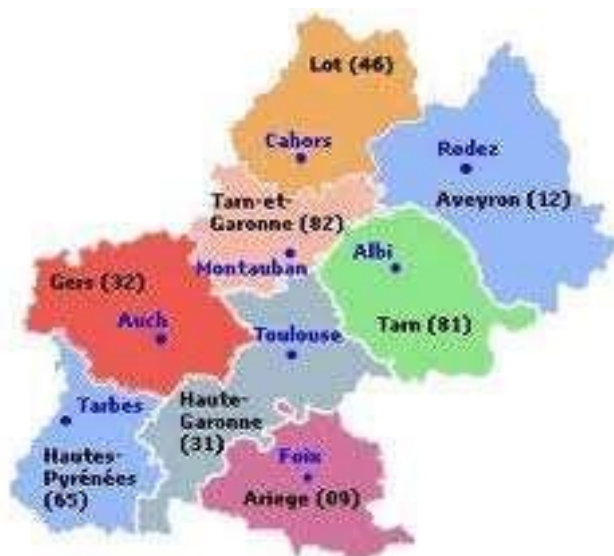 Lot (46)
Cahors
Rodez
Aveyron (12)
Tarn-et-
Garonne (82)
Montauban
Albi
Gers (32)
Auch
Toulouse
Tarn (81)
Tarbes
Haute-
Garonne
(31)
Hautes-
Pyrénées
(65)
Foix
Ariege (09)